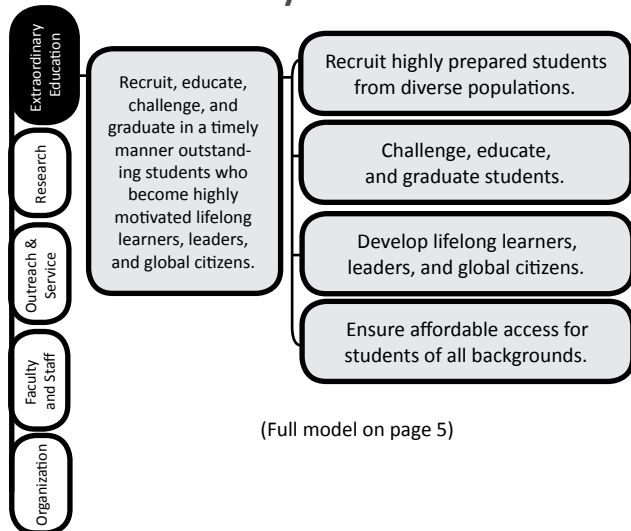 Extraordinary
Education
Research
Outreach &
Service
Faculty
and Staff
Organization
Recruit, educate,
challenge, and
graduate in a timely
manner outstand-
ing students who
become highly
motivated lifelong
learners, leaders,
and global citizens.
Recruit highly prepared students
from diverse populations.
Challenge, educate,
and graduate students.
Develop lifelong learners,
leaders, and global citizens.
Ensure affordable access for
students of all backgrounds.
(Full model on page 5)